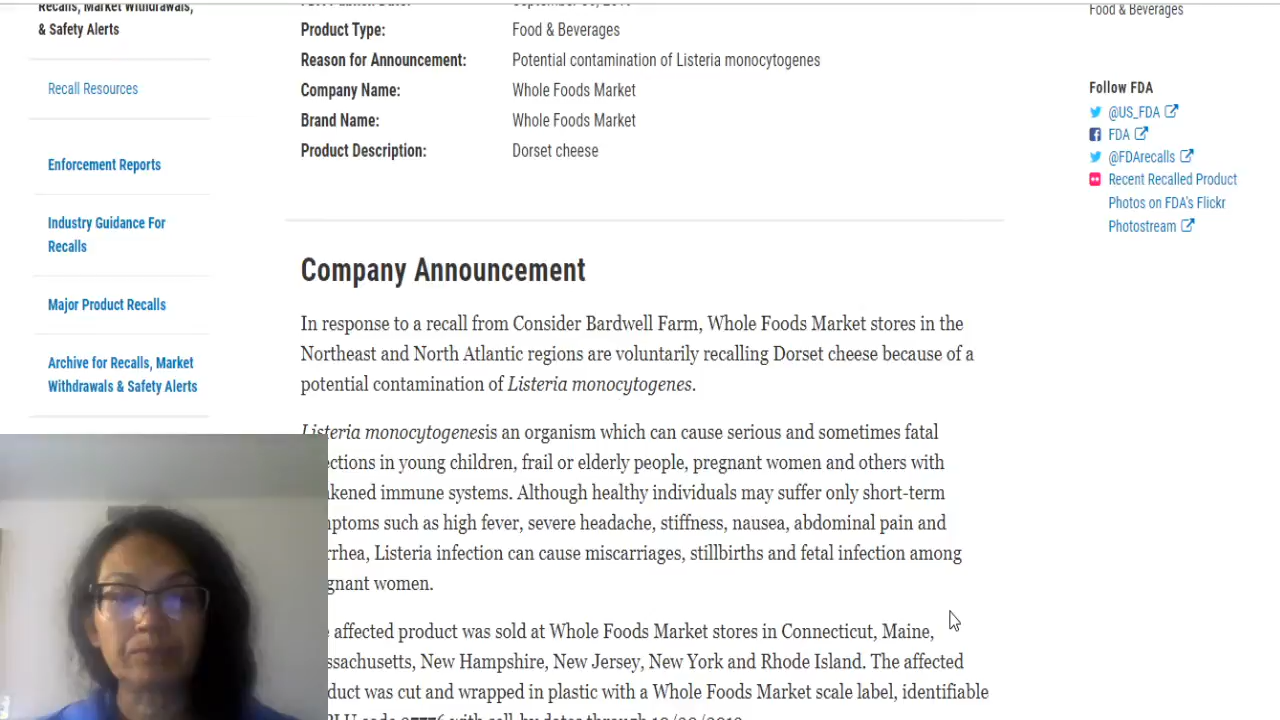 Recalls, Market Withdrawals,
& Safety Alerts
Recall Resources
Enforcement Reports
Industry Guidance For
Recalls
Major Product Recalls
Archive for Recalls, Market
Withdrawals & Safety Alerts
Product Type: Food & Beverages
Reason for Announcement: Potential contamination of Listeria monocytogenes
Company Name: Whole Foods Market
Brand Name: Whole Foods Market
Product Description: Dorset cheese
Company Announcement
In response to a recall from Consider Bardwell Farm, Whole Foods Market stores in the
Northeast and North Atlantic regions are voluntarily recalling Dorset cheese because of a
potential contamination of Listeria monocytogenes.
Listeria monocytogenesis an organism which can cause serious and sometimes fatal
ections in young children, frail or elderly people, pregnant women and others with
kened immune systems. Although healthy individuals may suffer only short-term
ptoms such as high fever, severe headache, stiffness, nausea, abdominal pain and
rrhea, Listeria infection can cause miscarriages, stillbirths and fetal infection among
gnant women.
affected product was sold at Whole Foods Market stores in Connecticut, Maine,
ssachusetts, New Hampshire, New Jersey, New York and Rhode Island. The affected
duct was cut and wrapped in plastic with a Whole Foods Market scale label, identifiable
code with sell-by dates through
Food & Beverages
Follow FDA
@US_FDA
FDA
@FDArecalls
Recent Recalled Product
Photos on FDA's Flickr
Photostream